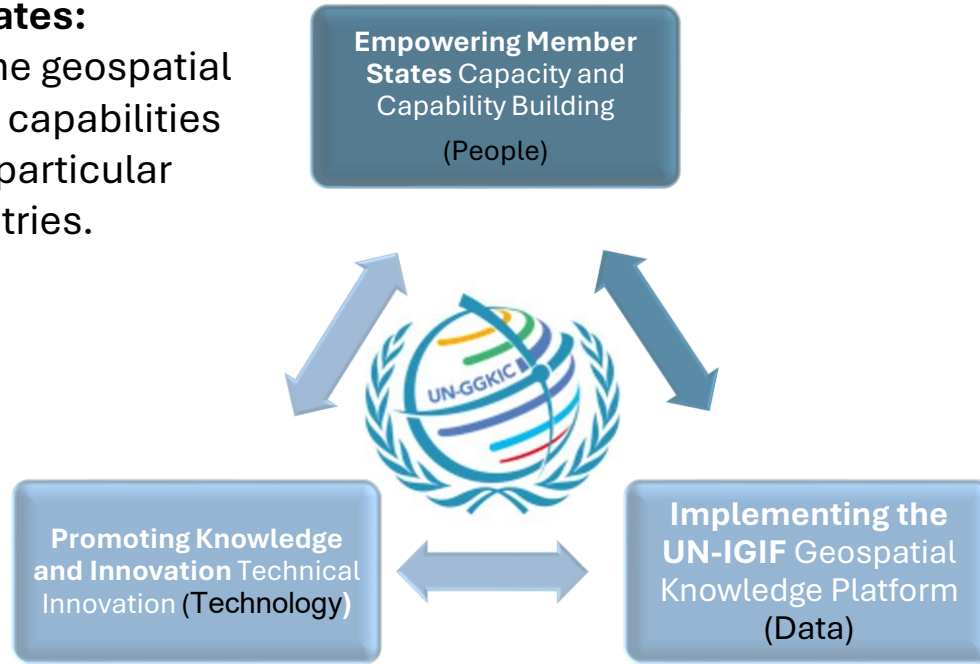 ates:
ne geospatial
capabilities
particular
tries.
Empowering Member
States Capacity and
Capability Building
(People)
UN-GGKIC
Promoting Knowledge
and Innovation Technical
Innovation (Technology)
Implementing the
UN-IGIF Geospatial
Knowledge Platform
(Data)